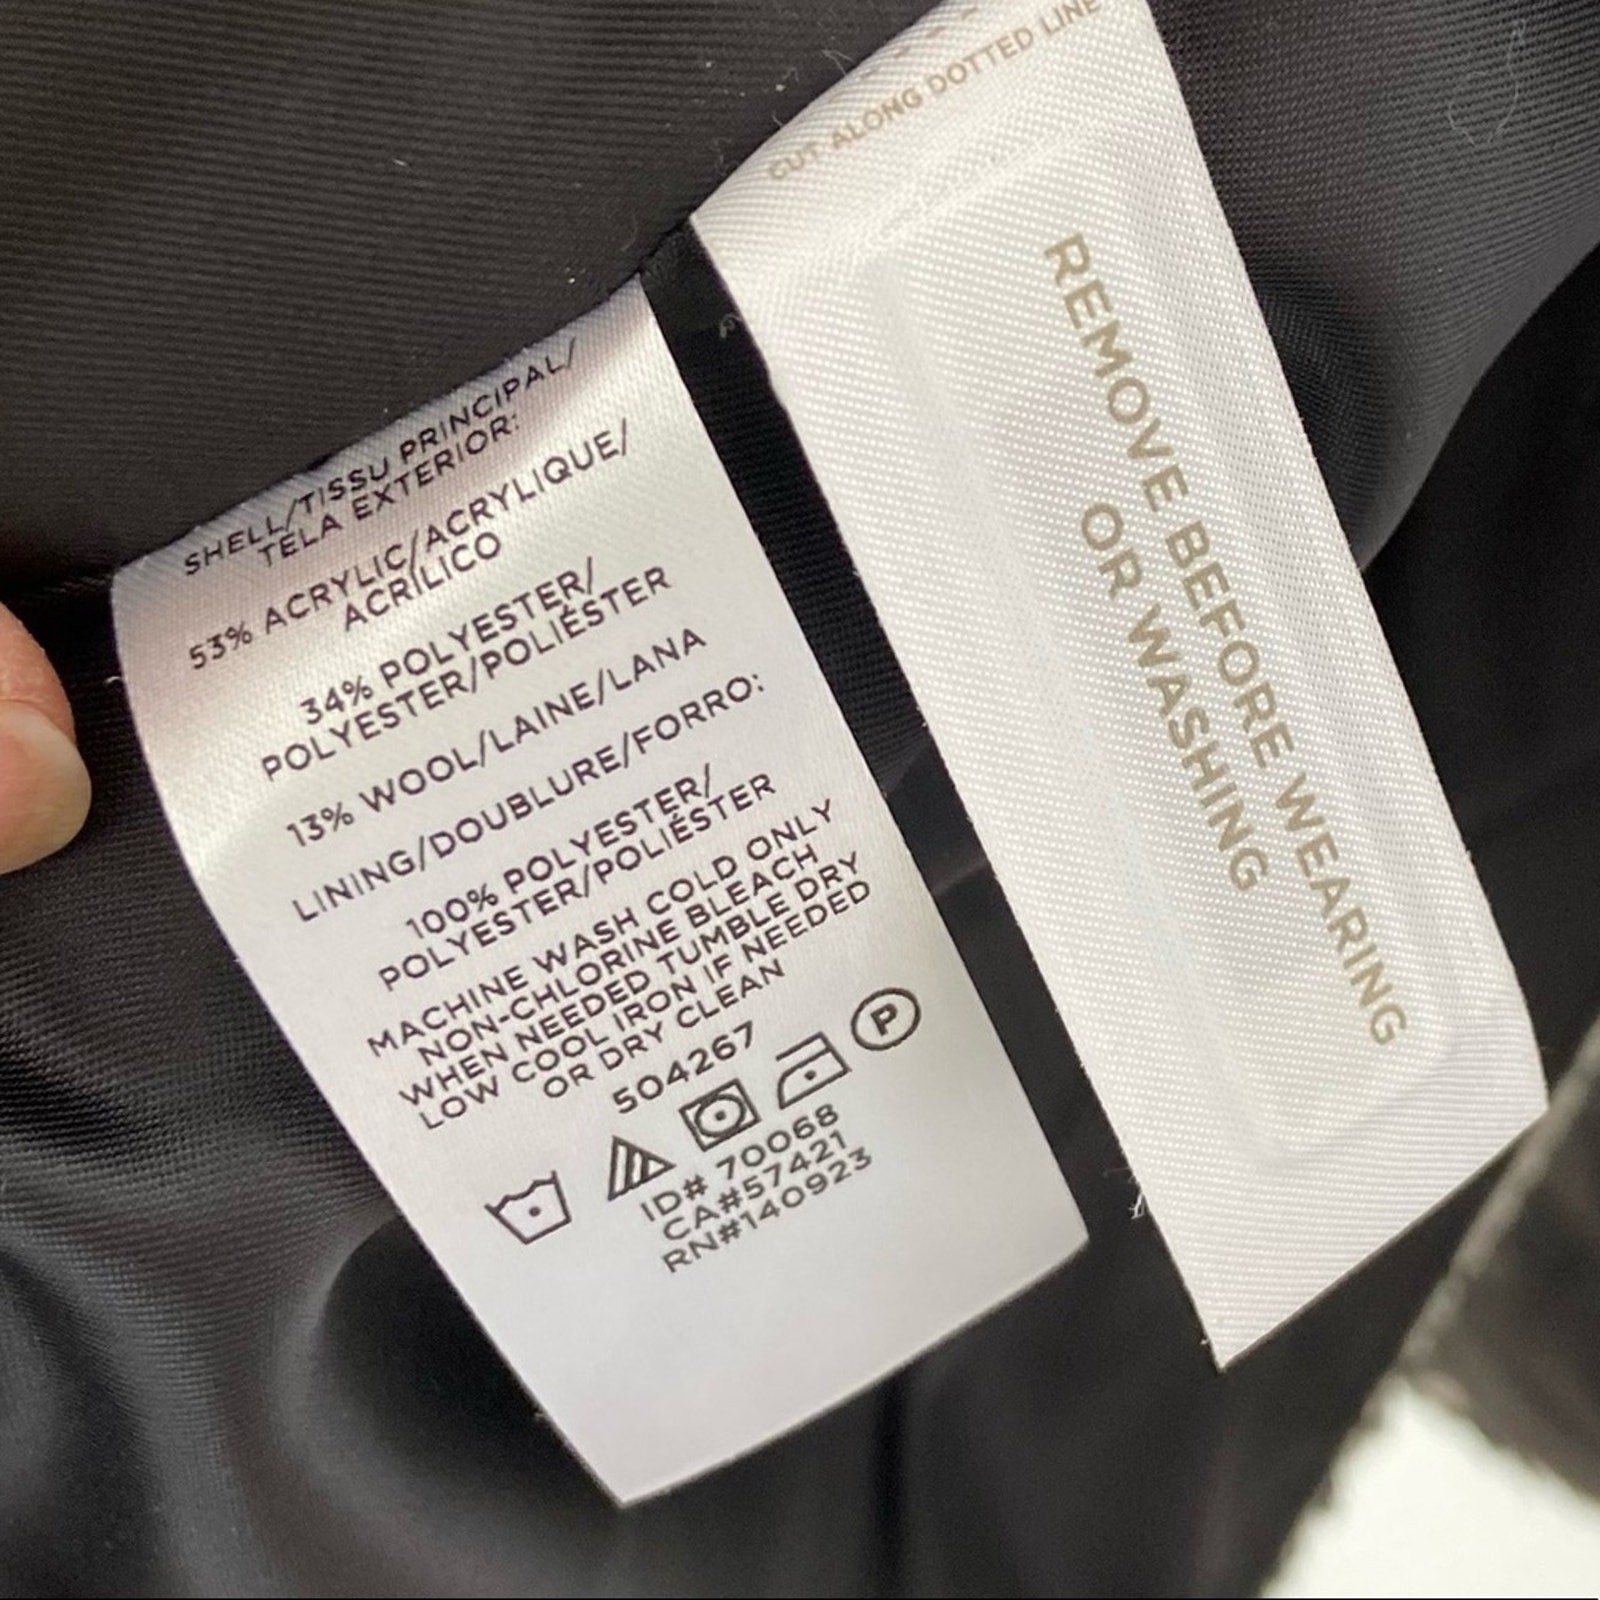 SHELL/TISSU PRINCIPAL/
TELA EXTERIOR:
53% ACRYLIC/ACRYLIQUE/
ACRÍLICO
34% POLYESTER/
POLYESTER/POLIÉSTER
13% WOOL/LAINE/LANA
LINING/DOUBLURE/FORRO:
100% POLYESTER/
POLYESTER/POLIÉSTER
MACHINE WASH COLD ONLY
NON-CHLORINE BLEACH
WHEN NEEDED TUMBLE DRY
LOW COOL IRON IF NEEDED
OR DRY CLEAN
504267
P
ID# 70068
CA#57421
RN#140923
CUT ALONG DOTTED LINE
REMOVE BEFORE WEARING
OR WASHING